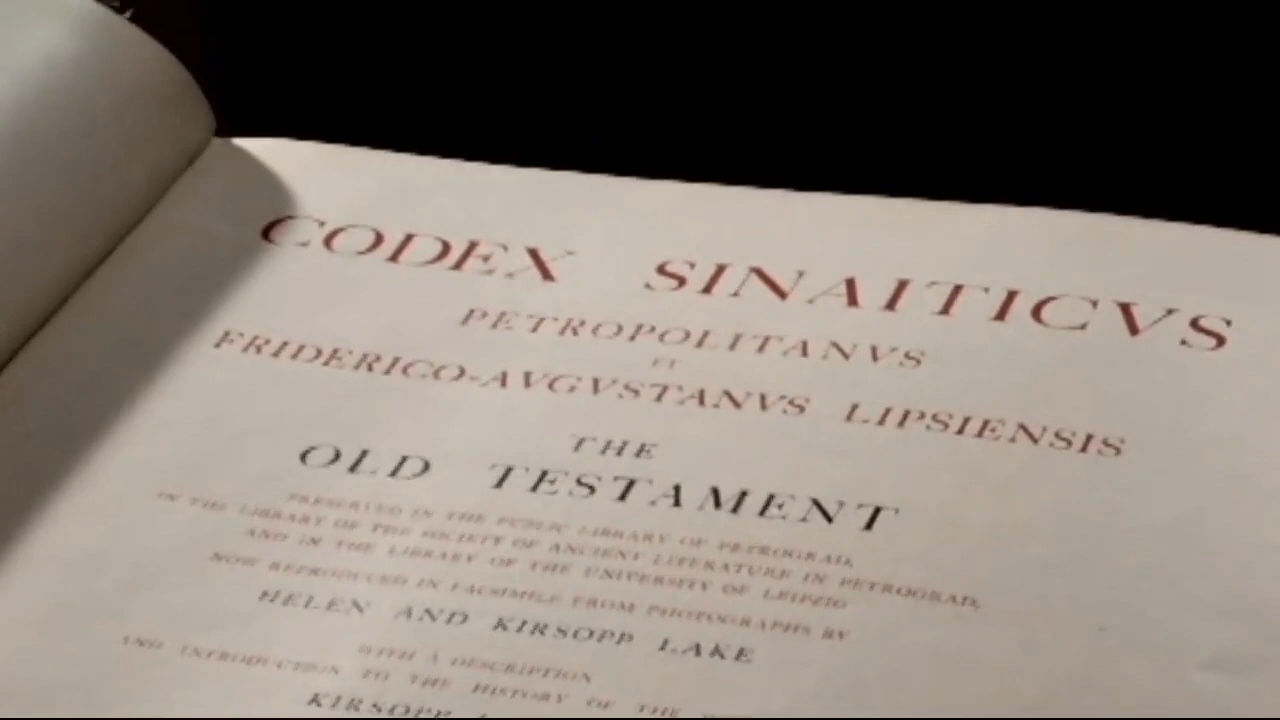 CODEX SINAITICVS
PETROPOLITANVS
ET
FRIDERICO-AVGVSTANVS LIPSIENSIS
THE
OLD TESTAMENT
PRESERVED IN THE PUBLIC LIBRARY OF PETROGRAD,
IN THE LIBRARY OF THE SOCIETY OF ANCIENT LITERATURE IN PETROGRAD,
AND IN THE LIBRARY OF THE UNIVERSITY OF LEIPZIG
NOW REPRODUCED IN FACSIMILE FROM PHOTOGRAPHS BY
HELEN AND KIRSOPP LAKE
WITH A DESCRIPTION
AND INTRODUCTION TO THE HISTORY OF THE
KIRSOPP